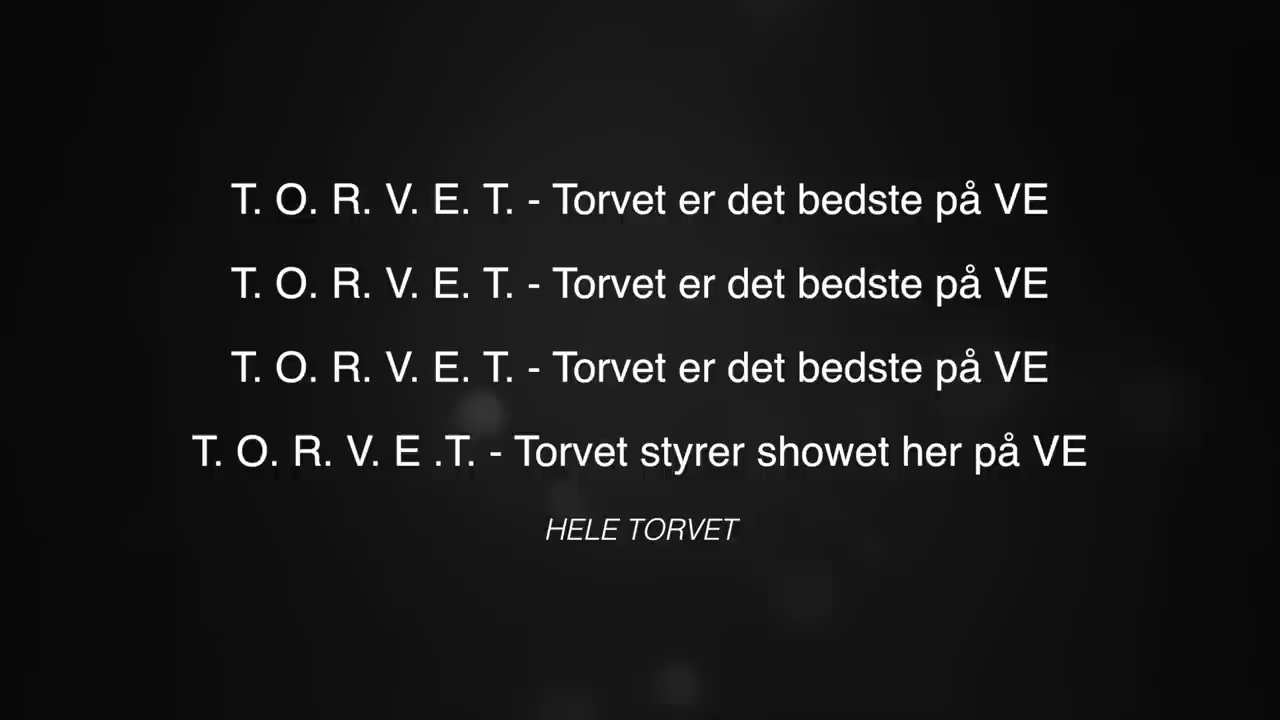 T. O. R. V. E. T. - Torvet er det bedste på VE
T. O. R. V. E. T. - Torvet er det bedste på VE
T. O. R. V. E. T. - Torvet er det bedste på VE
T. O. R. V. E .T. - Torvet styrer showet her på VE
HELE TORVET